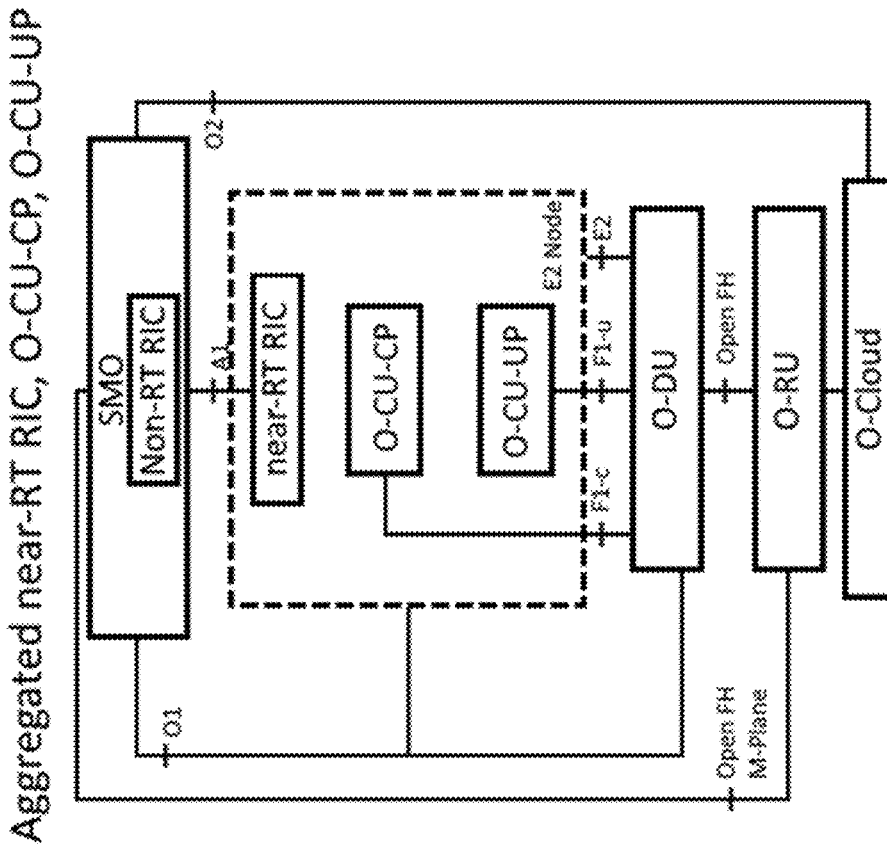 Aggregated near-RT RIC, O-CU-CP, O-CU-UP
SMO
Non-RT RIC
O1
A1
O2
near-RT RIC
O-CU-CP
O-CU-UP
E2 Node
F1-c
F1-u
E2
O-DU
Open FH
M-Plane
Open FH
O-RU
O-Cloud